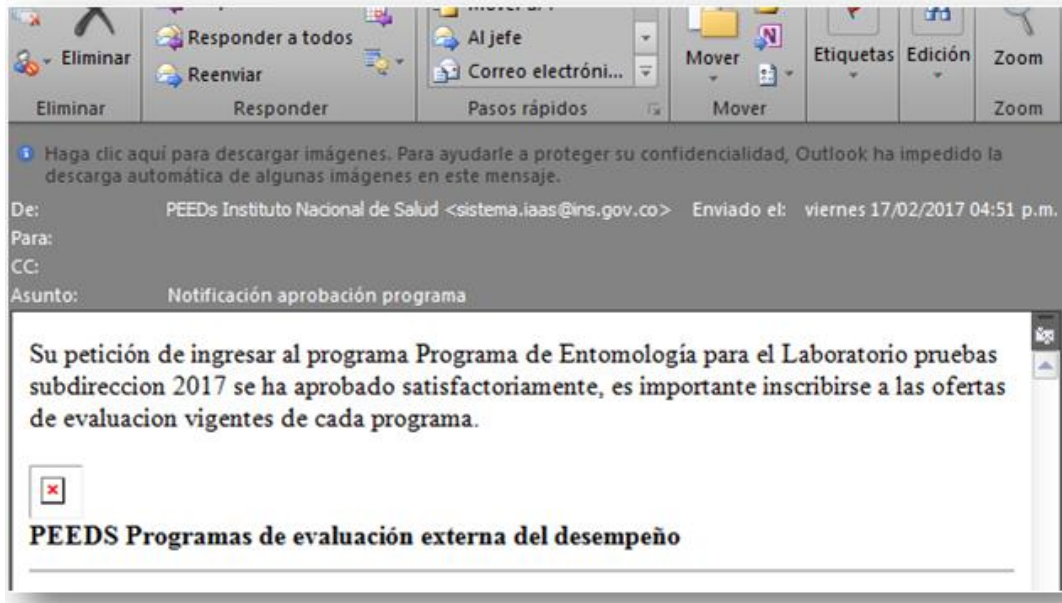 Eliminar
Responder a todos
Reenviar
Al jefe
Correo electróni...
Mover
Etiquetas
Edición
Zoom
Eliminar
Responder
Pasos rápidos
Mover
Zoom
Haga clic aquí para descargar imágenes. Para ayudarle a proteger su confidencialidad, Outlook ha impedido la
descarga automática de algunas imágenes en este mensaje.
De: PEEDs Instituto Nacional de Salud <sistema.iaas@ins.gov.co> Enviado el: viernes 17/02/2017 04:51 p.m.
Para:
CC:
Asunto: Notificación aprobación programa
Su petición de ingresar al programa Programa de Entomología para el Laboratorio pruebas
subdireccion 2017 se ha aprobado satisfactoriamente, es importante inscribirse a las ofertas
de evaluacion vigentes de cada programa.
PEEDS Programas de evaluación externa del desempeño